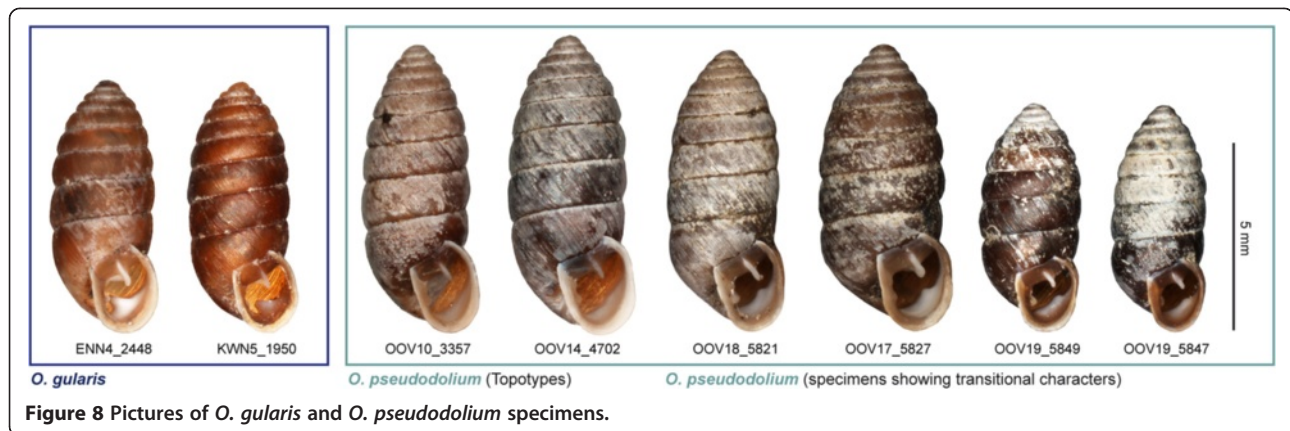 5 mm
ENN4_2448 KWN5_1950 OOV10_3357 OOV14_4702 OOV18_5821 OOV17_5827 OOV19_5849 OOV19_5847
O. gularis O. pseudodolium (Topotypes) O. pseudodolium (specimens showing transitional characters)
Figure 8 Pictures of O. gularis and O. pseudodolium specimens.